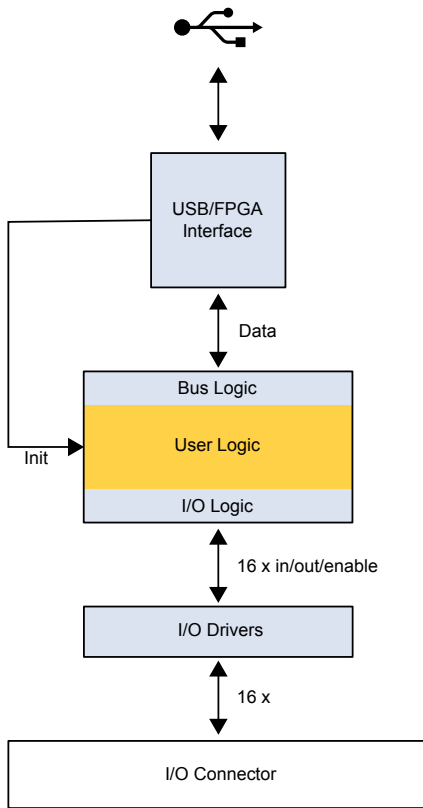 USB/FPGA
Interface
Data
Bus Logic
User Logic
Init
I/O Logic
16 x in/out/enable
I/O Drivers
16 x
I/O Connector